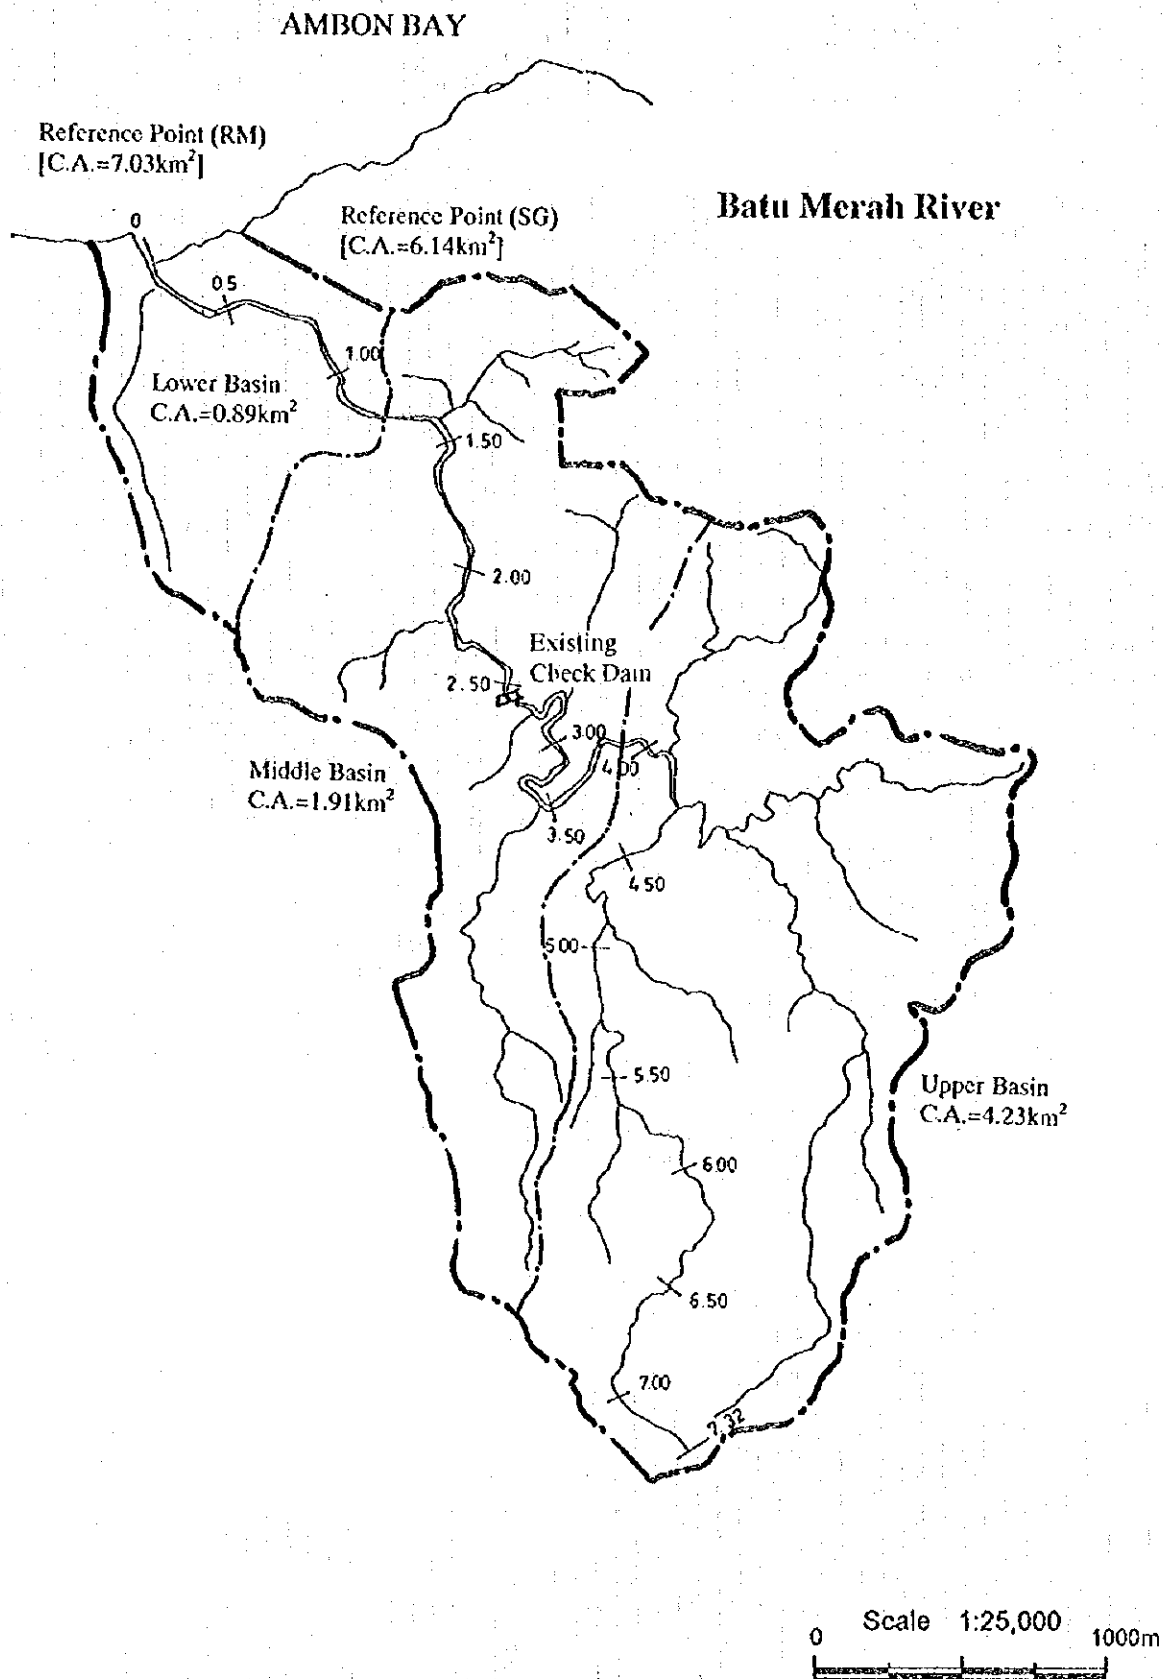 AMBON BAY
Reference Point (RM)
[C.A.=7.03km²]
Reference Point (SG)
[C.A.=6.14km²]
Batu Merah River
0
0.5
1.00
Lower Basin
C.A.=0.89km²
1.50
2.00
Existing
Check Dam
2.50
3.00
4.00
Middle Basin
C.A.=1.91km²
3.50
4.50
5.00
5.50
Upper Basin
C.A.=4.23km²
6.00
6.50
7.00
7.32
Scale 1:25,000
0
1000m